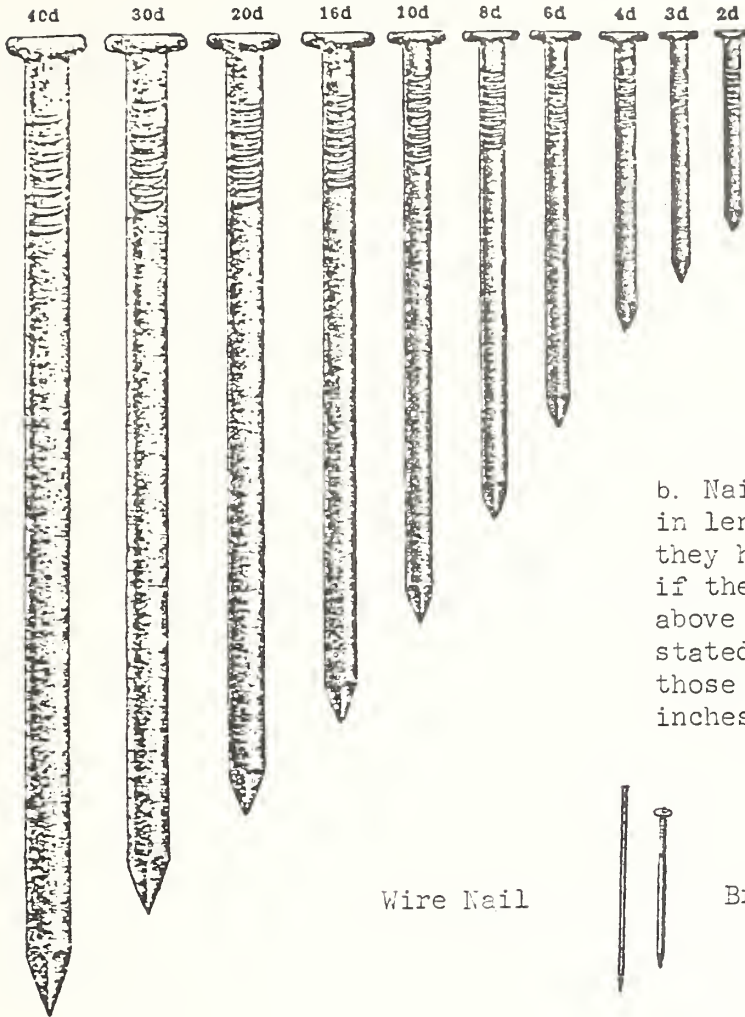 40d 30d 20d 16d 10d 8d 6d 4d 3d 2d
b. Nai
in len
they h
if the
above
stated
those
inches
Wire Nail